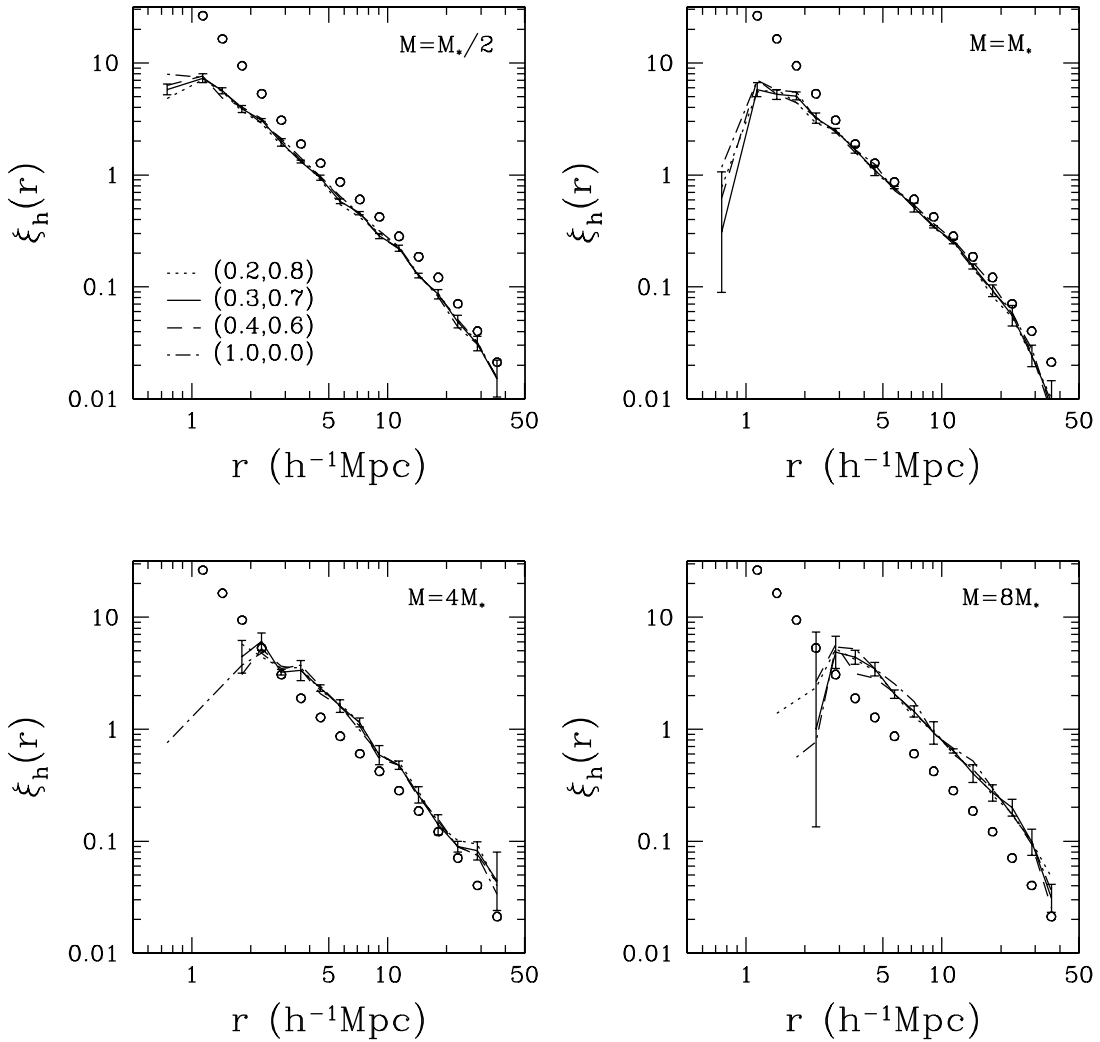 M=M*/2
10
1
0.1
0.01
ξh(r)
(0.2,0.8)
(0.3,0.7)
(0.4,0.6)
(1.0,0.0)
1 5 10 50
r (h⁻¹Mpc)
M=M*
10
1
0.1
0.01
ξh(r)
1 5 10 50
r (h⁻¹Mpc)
M=4M*
10
1
0.1
0.01
ξh(r)
1 5 10 50
r (h⁻¹Mpc)
M=8M*
10
1
0.1
0.01
ξh(r)
1 5 10 50
r (h⁻¹Mpc)